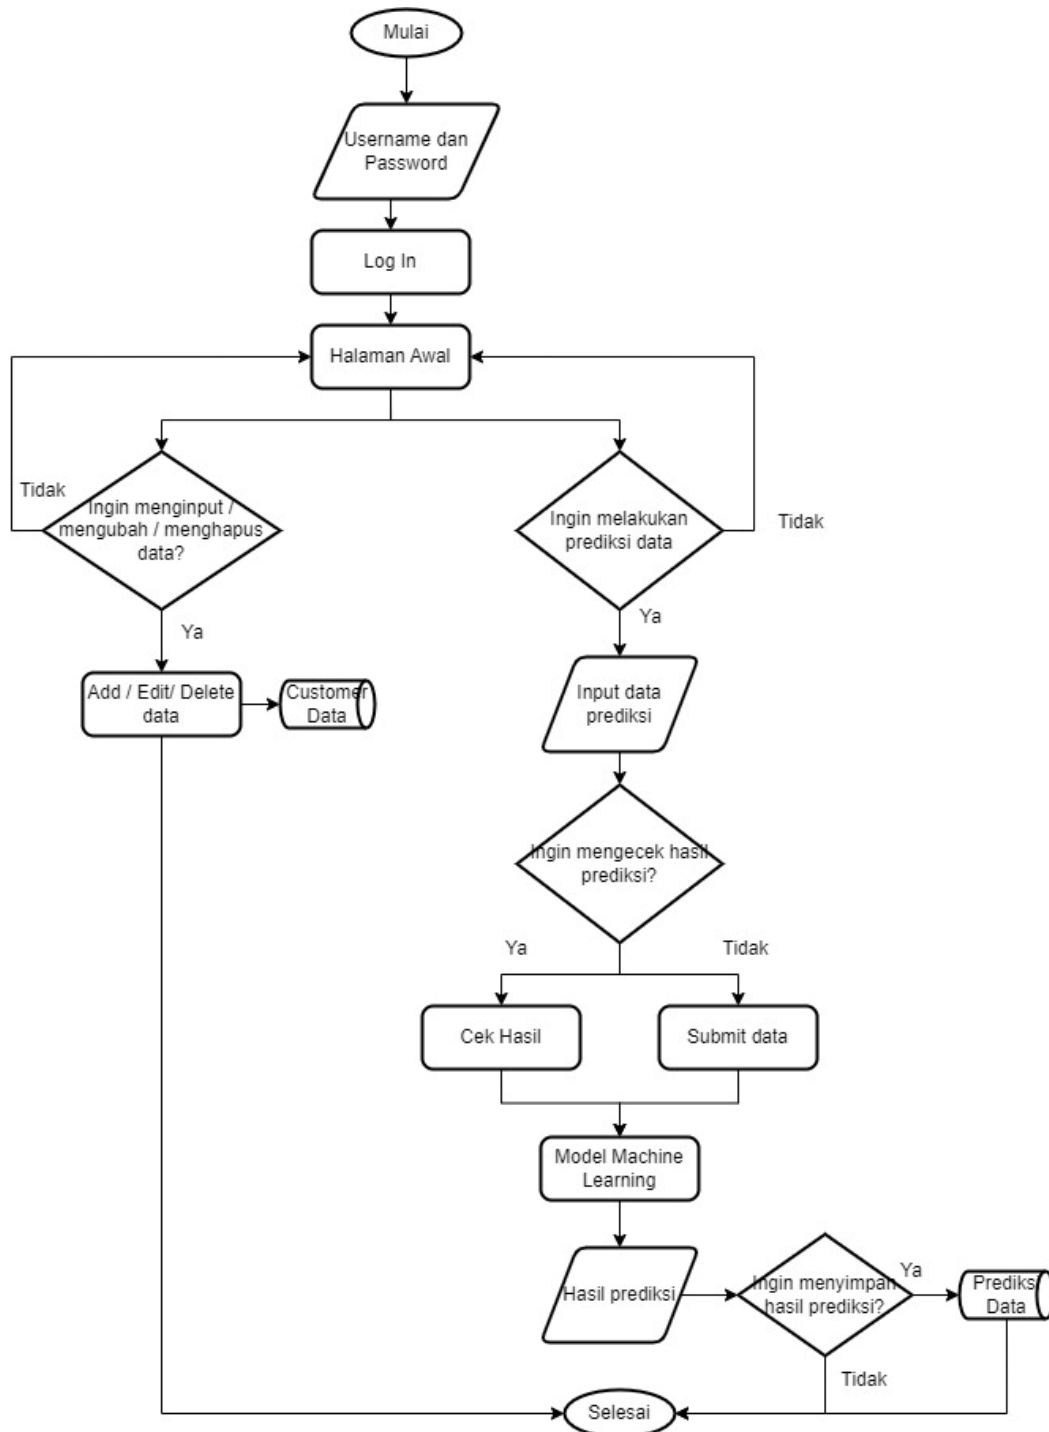 Mulai
Username dan
Password
Log In
Halaman Awal
Tidak
Ingin menginput /
mengubah / menghapus
data?
Ingin melakukan
prediksi data
Tidak
Ya
Ya
Add / Edit/ Delete
data
Customer
Data
Input data
prediksi
Ingin mengecek hasil
prediksi?
Ya
Tidak
Cek Hasil
Submit data
Model Machine
Learning
Hasil prediksi
Ingin menyimpan
hasil prediksi?
Ya
Prediksi
Data
Tidak
Selesai